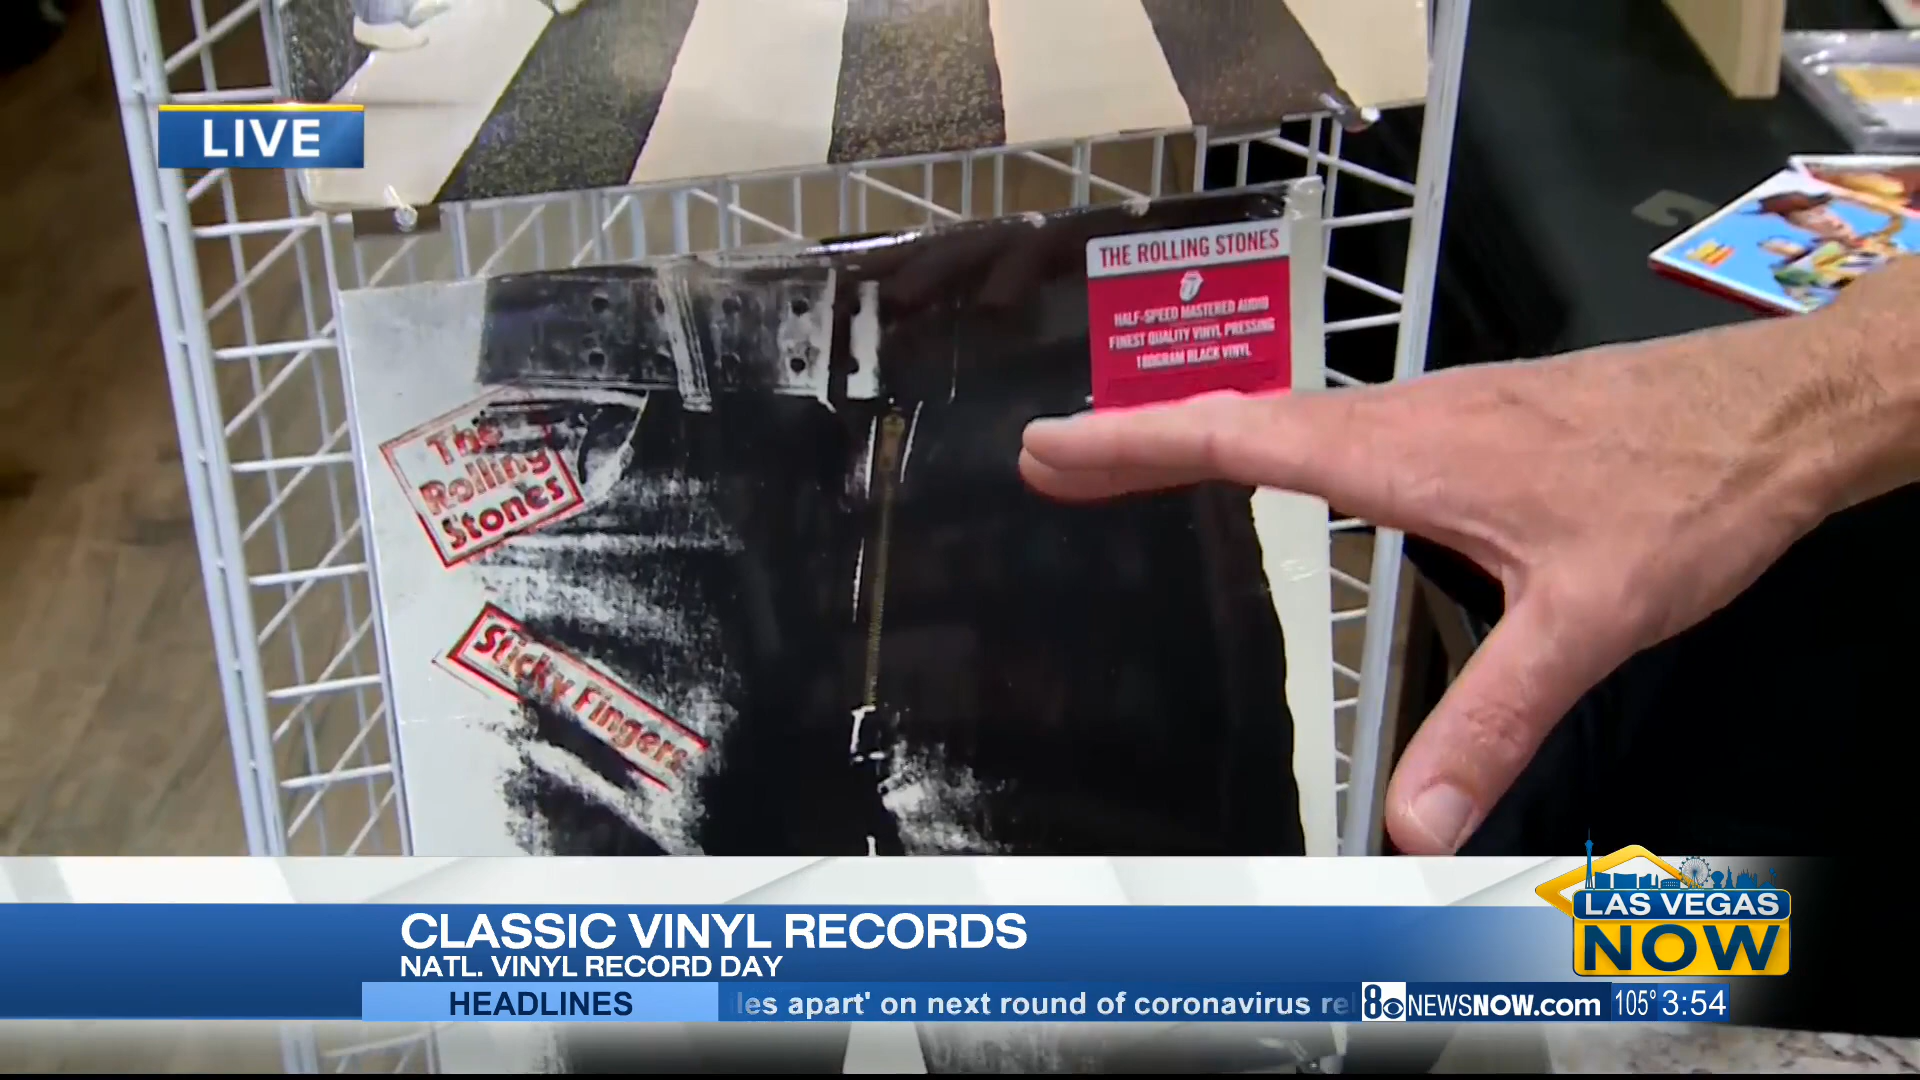 LIVE
THE ROLLING STONES
HALF-SPEED MASTERED AUDIO
FINEST QUALITY VINYL PRESSING
180GRAM BLACK VINYL
The
Rolling
Stones
Sticky Fingers
CLASSIC VINYL RECORDS
NATL. VINYL RECORD DAY
LAS VEGAS
NOW
HEADLINES
les apart' on next round of coronavirus re
8NEWSNOW.com
105° 3:54